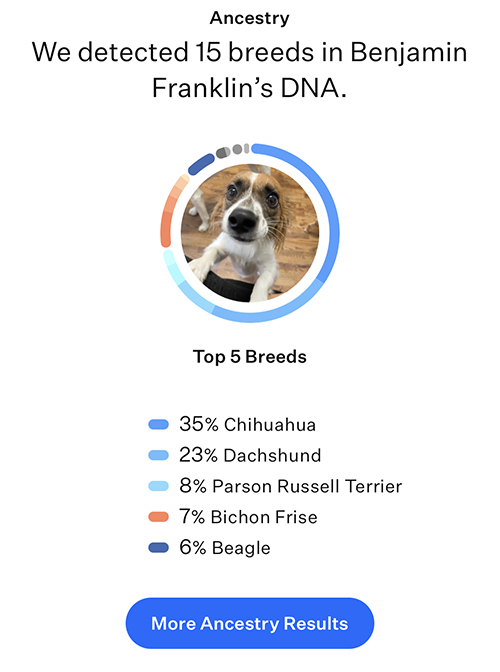 Ancestry
We detected 15 breeds in Benjamin
Franklin’s DNA.
Top 5 Breeds
35% Chihuahua
23% Dachshund
8% Parson Russell Terrier
7% Bichon Frise
6% Beagle
More Ancestry Results